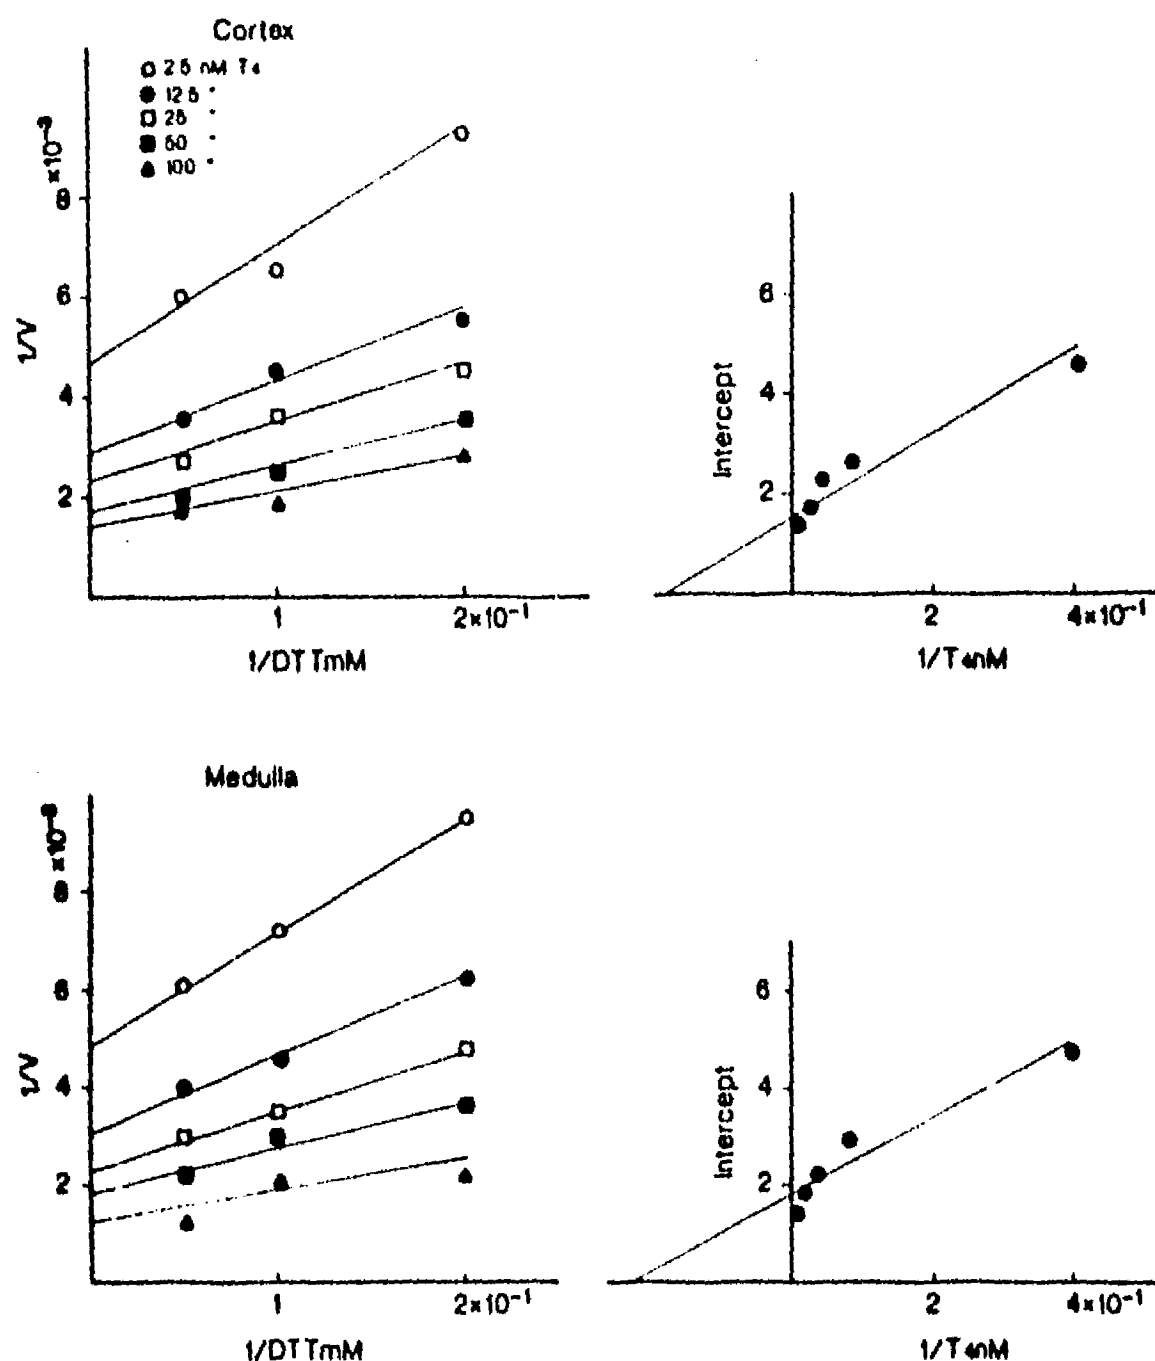 Cortex
○ 2.5 nM T4
● 12.5 "
□ 25 "
■ 50 "
▲ 100 "
×10⁻³
8
6
4
2
1/V
1
2×10⁻¹
1/DTTmM
6
4
2
Intercept
2
4×10⁻¹
1/T4nM
Medulla
8
6
4
2
1/V
1
2×10⁻¹
1/DTTmM
6
4
2
Intercept
2
4×10⁻¹
1/T4nM